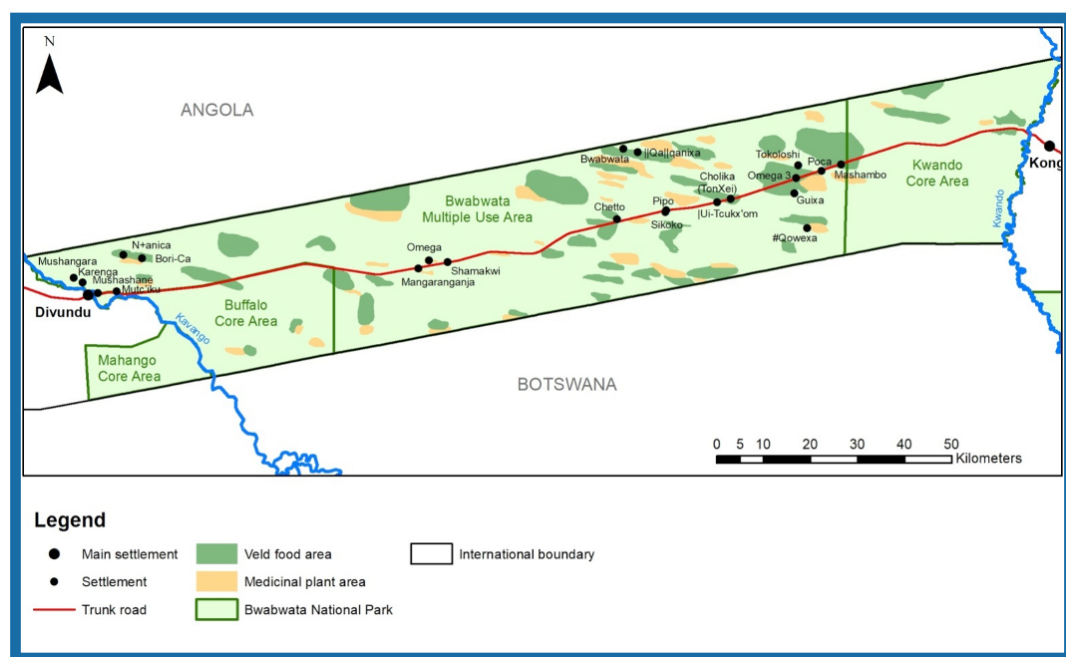 N
ANGOLA
BOTSWANA
Bwabwata
Multiple Use Area
Kwando
Core Area
Buffalo
Core Area
Mahango
Core Area
Bwabwata
||Qa||qanixa
Tokoloshi
Poca
Omega 3
Mashambo
Cholika
(TonXei)
Guixa
|Ui-Tcukx'om
#Qowexa
Chetto
Pipo
Sikoko
Omega
Shamakwi
Mangaranganja
N+anica
Bori-Ca
Mushangara
Karenga
Mushashane
Mutc'iku
Divundu
Kavango
Kwando
Kong
0 5 10 20 30 40 50
Kilometers
Legend
Main settlement
Settlement
Trunk road
Veld food area
Medicinal plant area
Bwabwata National Park
International boundary